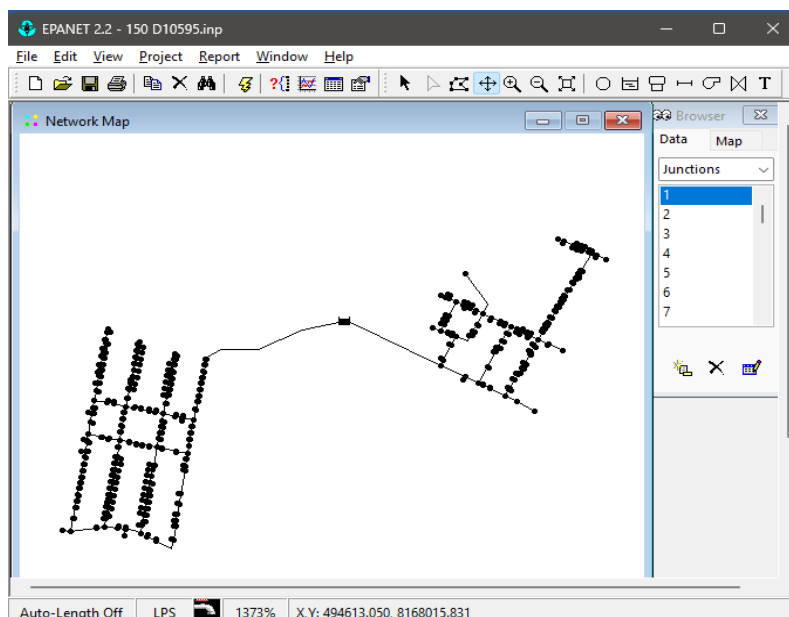 EPANET 2.2 - 150 D10595.inp
File Edit View Project Report Window Help
T
Network Map
Browser
Data Map
Junctions
1
2
3
4
5
6
7
Auto-Length Off LPS 1373% X,Y: 494613.050, 8168015.831